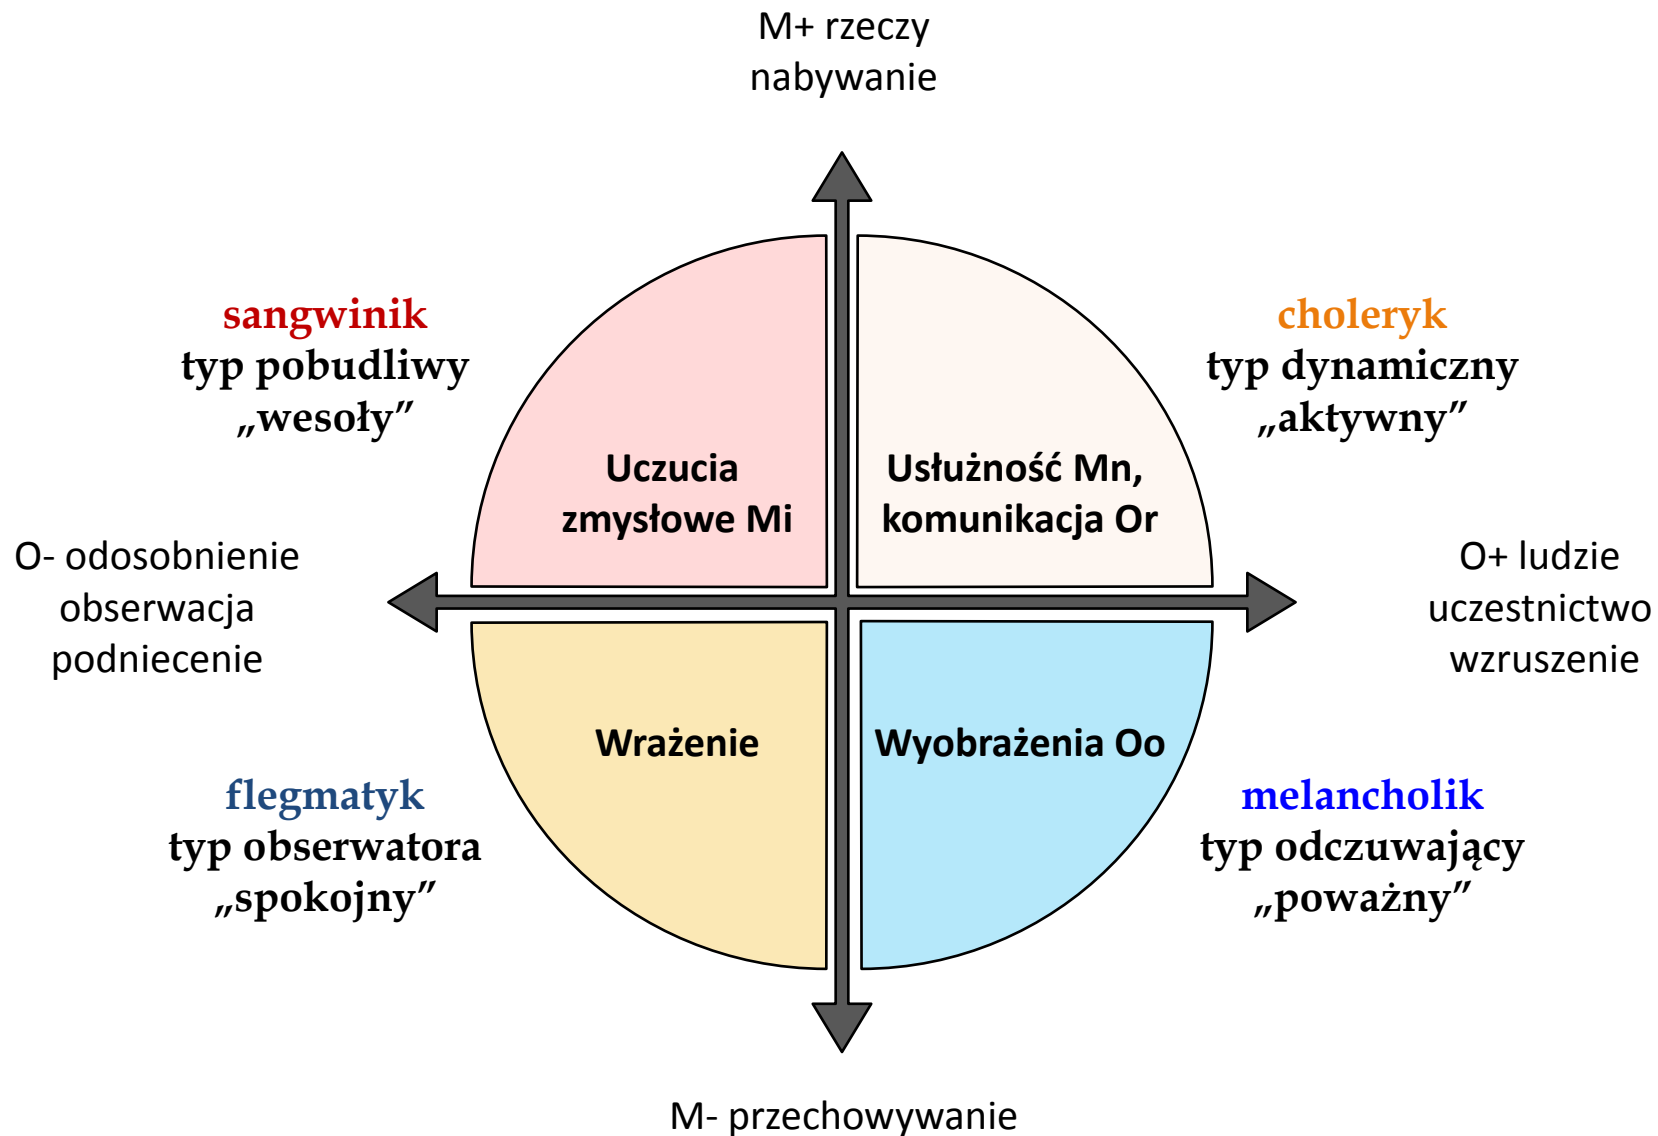 M+ rzeczy
nabywanie
sangwinik
typ pobudliwy
„wesoły”
choleryk
typ dynamiczny
„aktywny”
Uczucia
zmysłowe Mi
Usłużność Mn,
komunikacja Or
O- odosobnienie
obserwacja
podniecenie
O+ ludzie
uczestnictwo
wzruszenie
Wrażenie
Wyobrażenia Oo
flegmatyk
typ obserwatora
„spokojny”
melancholik
typ odczuwający
„poważny”
M- przechowywanie